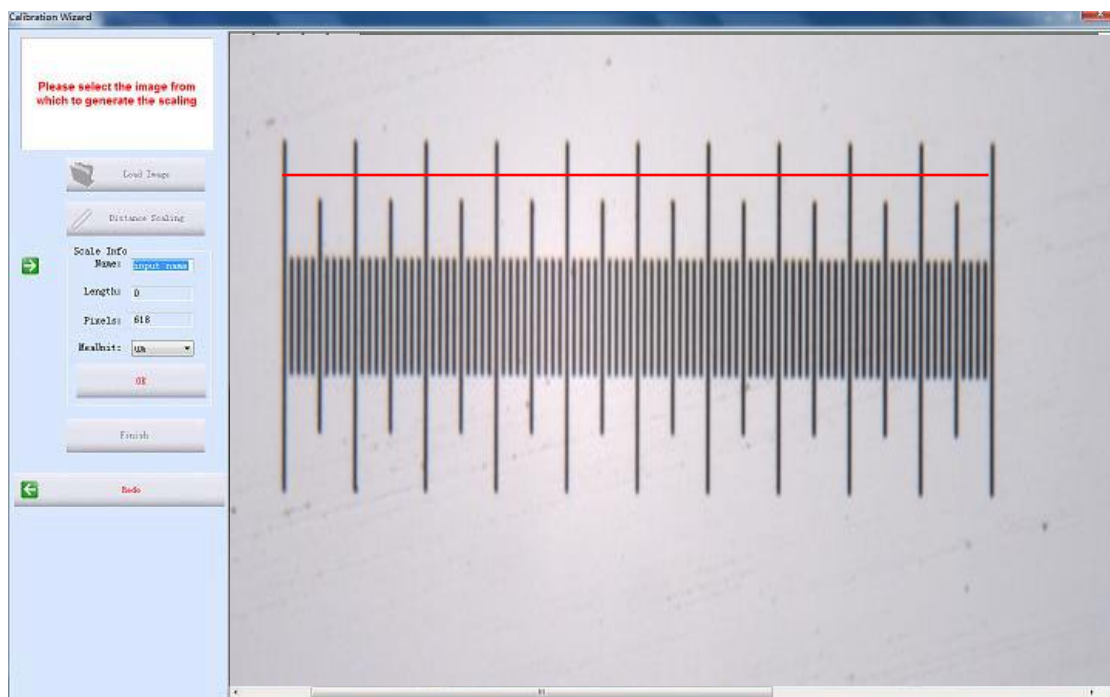 Calibration Wizard
Please select the image from
which to generate the scaling
Load Image
Distance Scaling
Scale Info
Name: input name
Length: 0
Pixels: 618
MeaUnit: um
OK
Finish
Redo